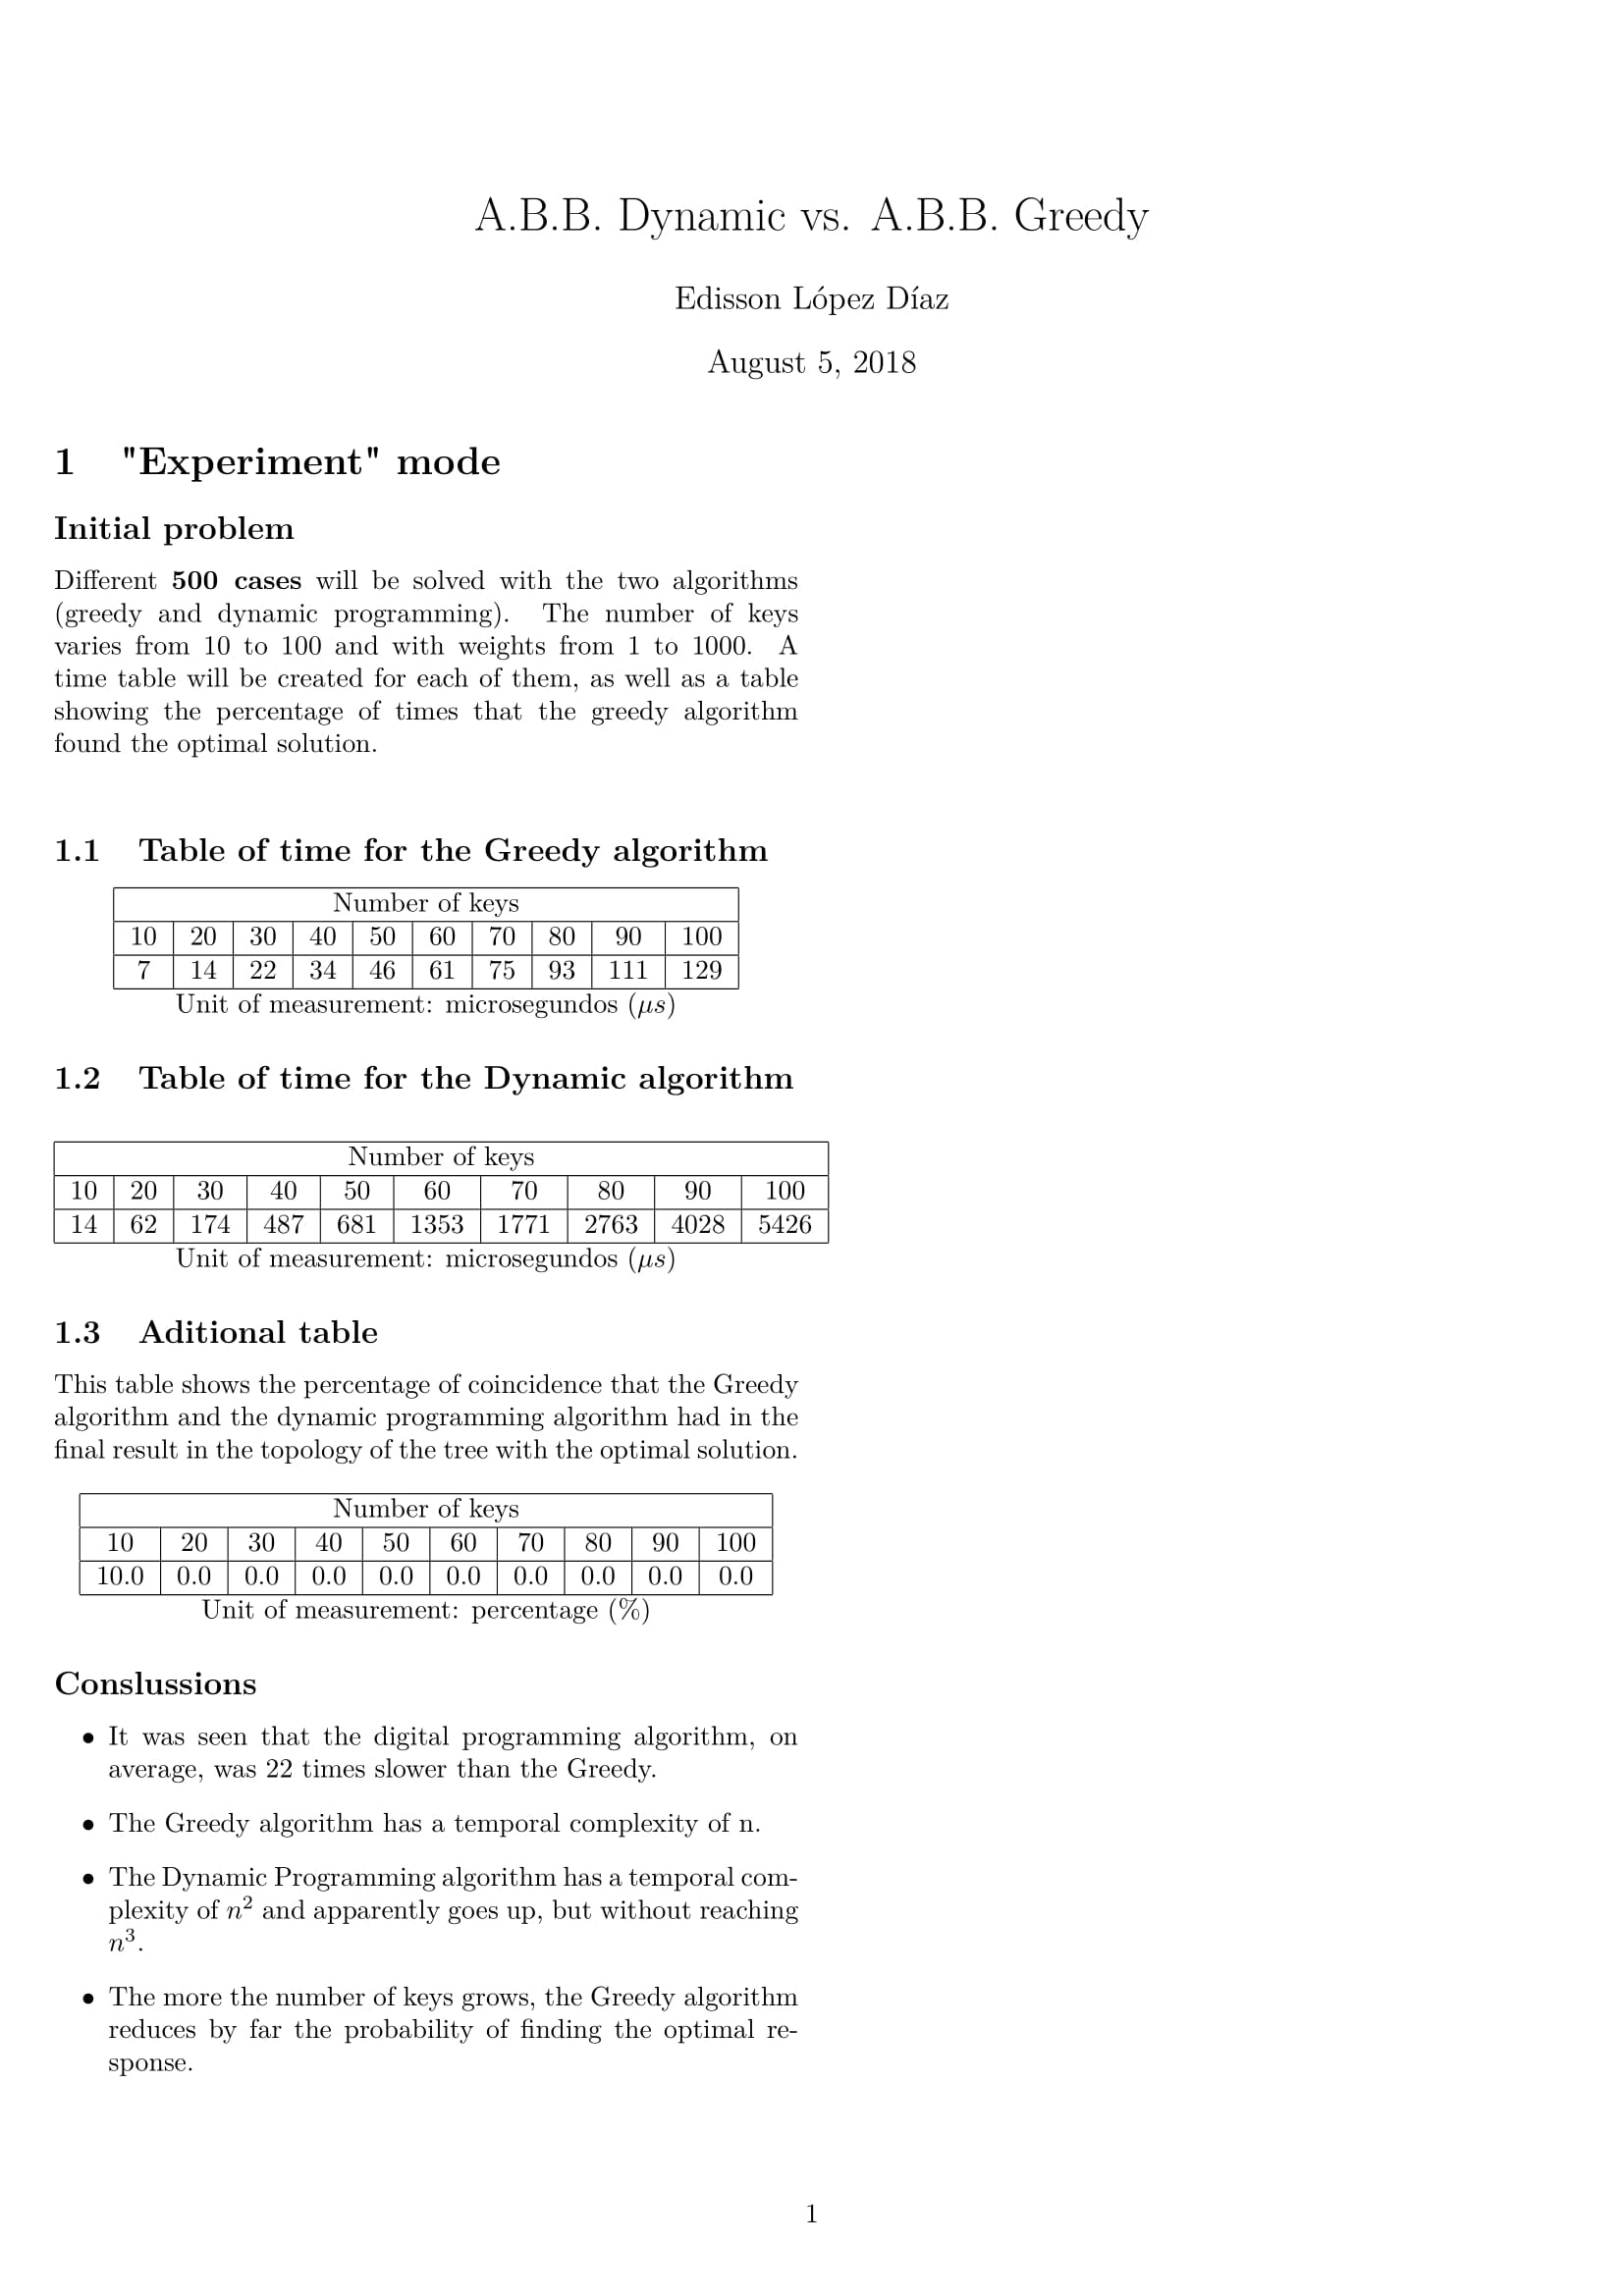 A.B.B. Dynamic vs. A.B.B. Greedy
Edisson López Díaz
August 5, 2018
1 "Experiment" mode
Initial problem
Different 500 cases will be solved with the two algorithms
(greedy and dynamic programming). The number of keys
varies from 10 to 100 and with weights from 1 to 1000. A
time table will be created for each of them, as well as a table
showing the percentage of times that the greedy algorithm
found the optimal solution.
1.1 Table of time for the Greedy algorithm
Number of keys
10 20 30 40 50 60 70 80 90 100
7 14 22 34 46 61 75 93 111 129
Unit of measurement: microsegundos (μs)
1.2 Table of time for the Dynamic algorithm
Number of keys
10 20 30 40 50 60 70 80 90 100
14 62 174 487 681 1353 1771 2763 4028 5426
Unit of measurement: microsegundos (μs)
1.3 Aditional table
This table shows the percentage of coincidence that the Greedy
algorithm and the dynamic programming algorithm had in the
final result in the topology of the tree with the optimal solution.
Number of keys
10 20 30 40 50 60 70 80 90 100
10.0 0.0 0.0 0.0 0.0 0.0 0.0 0.0 0.0 0.0
Unit of measurement: percentage (%)
Conslussions
• It was seen that the digital programming algorithm, on
average, was 22 times slower than the Greedy.
• The Greedy algorithm has a temporal complexity of n.
• The Dynamic Programming algorithm has a temporal com-
plexity of n² and apparently goes up, but without reaching
n³.
• The more the number of keys grows, the Greedy algorithm
reduces by far the probability of finding the optimal re-
sponse.
1